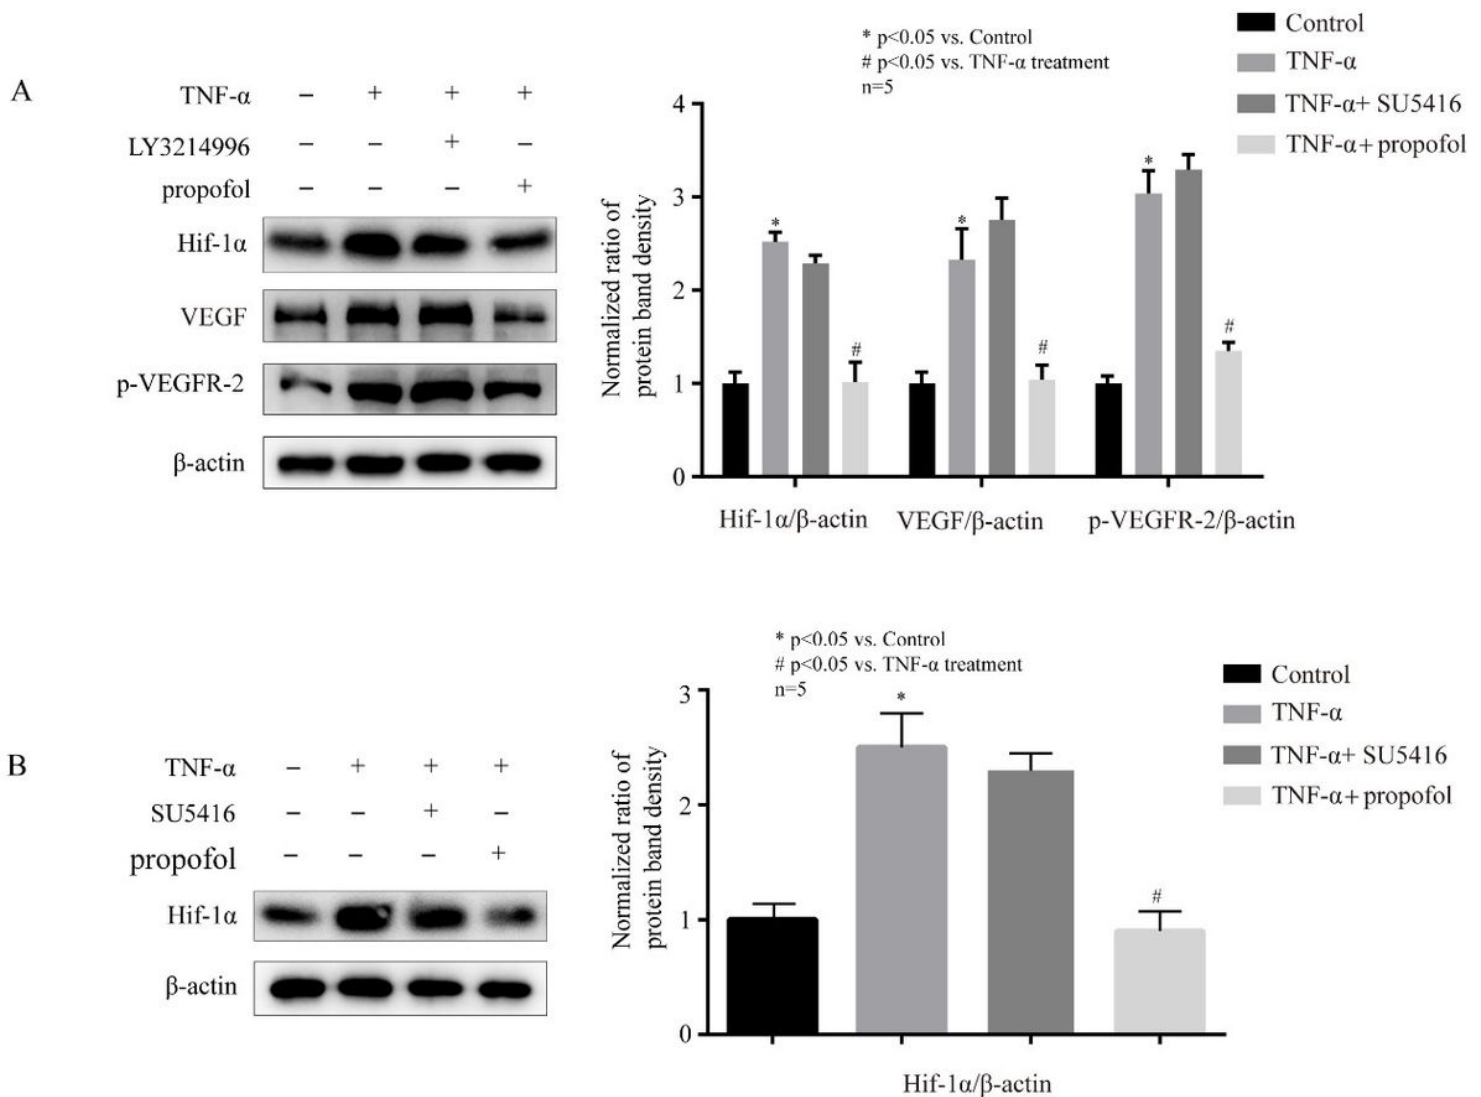 A
TNF-α − + + +
LY3214996 − − + −
propofol − − − +
Hif-1α
VEGF
p-VEGFR-2
β-actin
* p<0.05 vs. Control
# p<0.05 vs. TNF-α treatment
n=5
Control
TNF-α
TNF-α+ SU5416
TNF-α+ propofol
Normalized ratio of
protein band density
4
3
2
1
0
* # * # * #
Hif-1α/β-actin VEGF/β-actin p-VEGFR-2/β-actin
B
TNF-α − + + +
SU5416 − − + −
propofol − − − +
Hif-1α
β-actin
* p<0.05 vs. Control
# p<0.05 vs. TNF-α treatment
n=5
Control
TNF-α
TNF-α+ SU5416
TNF-α+ propofol
Normalized ratio of
protein band density
3
2
1
0
* #
Hif-1α/β-actin